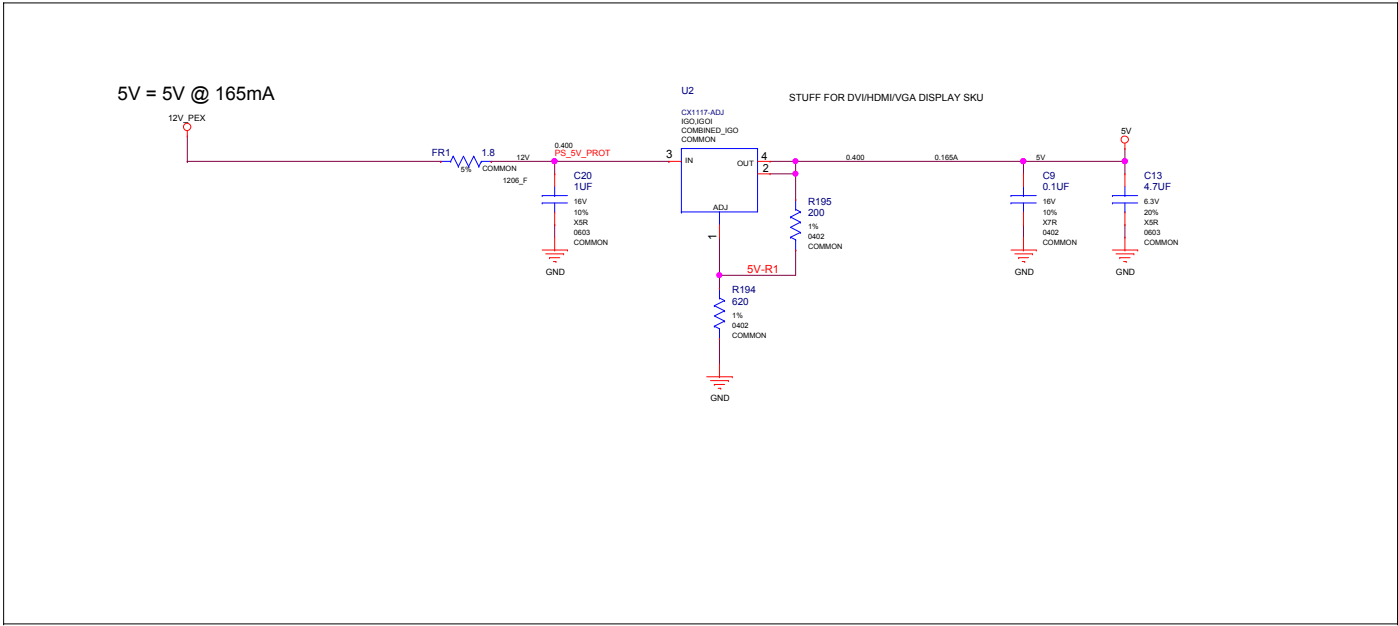 5V = 5V @ 165mA
12V_PEX
FR1
1.8
5%
COMMON
1206_F
12V
0.400
PS_5V_PROT
C20
1UF
16V
10%
X5R
0603
COMMON
GND
U2
CX1117-ADJ
IGO,IGOI
COMBINED_IGO
COMMON
3
IN
OUT
4
2
ADJ
1
STUFF FOR DVI/HDMI/VGA DISPLAY SKU
R195
200
1%
0402
COMMON
5V-R1
R194
620
1%
0402
COMMON
GND
0.400
0.165A
5V
5V
C9
0.1UF
16V
10%
X7R
0402
COMMON
GND
C13
4.7UF
6.3V
20%
X5R
0603
COMMON
GND